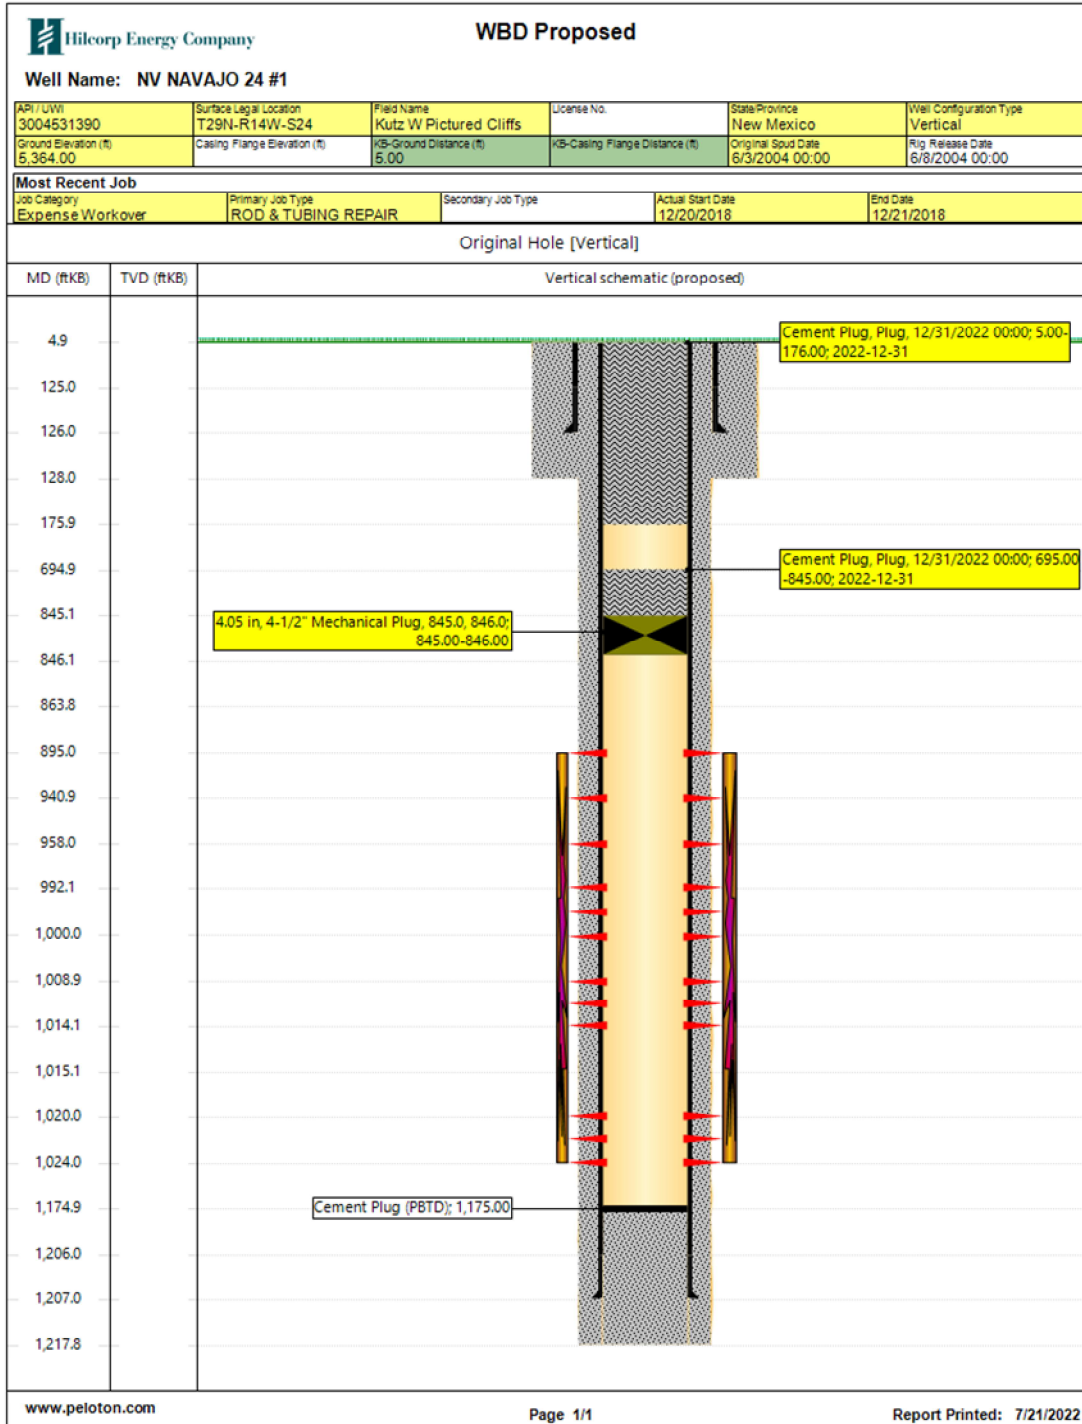 Hilcorp Energy Company
WBD Proposed
Well Name: NV NAVAJO 24 #1
API / UWI
3004531390
Surface Legal Location
T29N-R14W-S24
Field Name
Kutz W Pictured Cliffs
License No.
State/Province
New Mexico
Well Configuration Type
Vertical
Ground Elevation (ft)
5,364.00
Casing Flange Elevation (ft)
KB-Ground Distance (ft)
5.00
KB-Casing Flange Distance (ft)
Original Spud Date
6/3/2004 00:00
Rig Release Date
6/8/2004 00:00
Most Recent Job
Job Category
Expense Workover
Primary Job Type
ROD & TUBING REPAIR
Secondary Job Type
Actual Start Date
12/20/2018
End Date
12/21/2018
Original Hole [Vertical]
MD (ftKB)
TVD (ftKB)
Vertical schematic (proposed)
4.9
Cement Plug, Plug, 12/31/2022 00:00; 5.00-
176.00; 2022-12-31
125.0
126.0
128.0
175.9
694.9
Cement Plug, Plug, 12/31/2022 00:00; 695.00
-845.00; 2022-12-31
845.1
4.05 in, 4-1/2" Mechanical Plug, 845.0, 846.0;
845.00-846.00
846.1
863.8
895.0
940.9
958.0
992.1
1,000.0
1,008.9
1,014.1
1,015.1
1,020.0
1,024.0
1,174.9
Cement Plug (PBTD); 1,175.00
1,206.0
1,207.0
1,217.8
www.peloton.com
Page 1/1
Report Printed: 7/21/2022